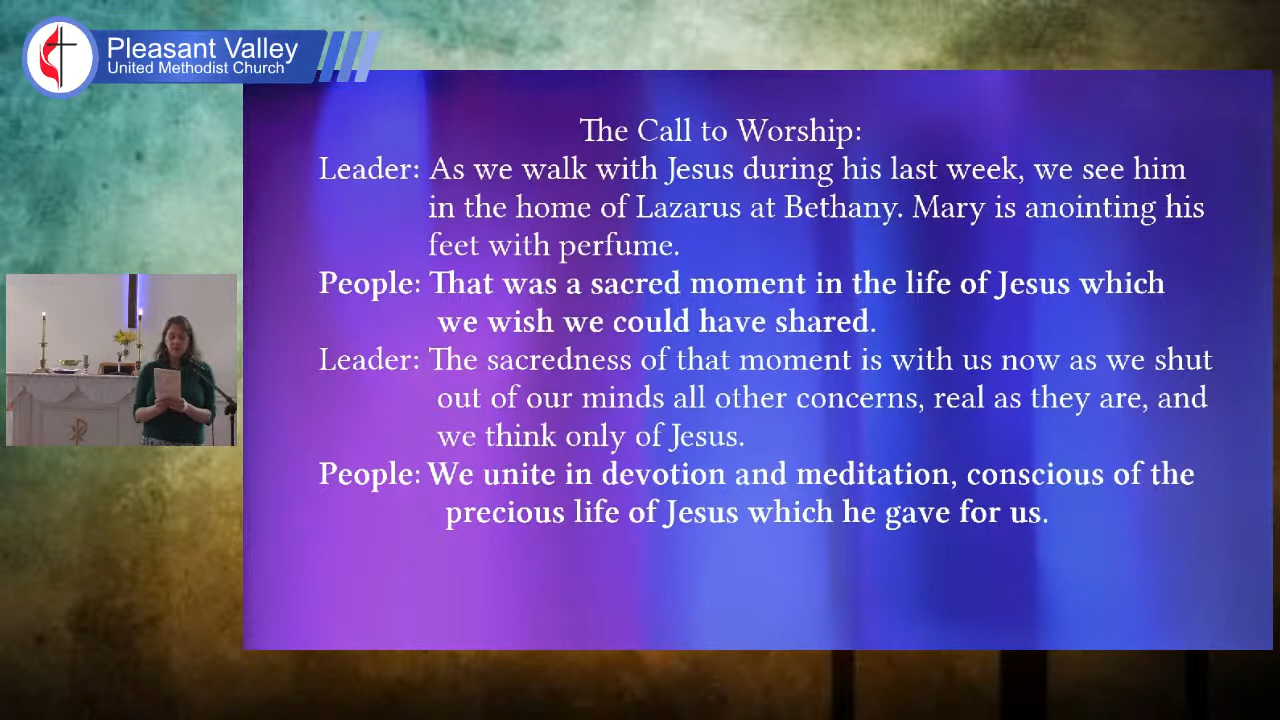 Pleasant Valley
United Methodist Church
The Call to Worship:
Leader: As we walk with Jesus during his last week, we see him
in the home of Lazarus at Bethany. Mary is anointing his
feet with perfume.
People: That was a sacred moment in the life of Jesus which
we wish we could have shared.
Leader: The sacredness of that moment is with us now as we shut
out of our minds all other concerns, real as they are, and
we think only of Jesus.
People: We unite in devotion and meditation, conscious of the
precious life of Jesus which he gave for us.